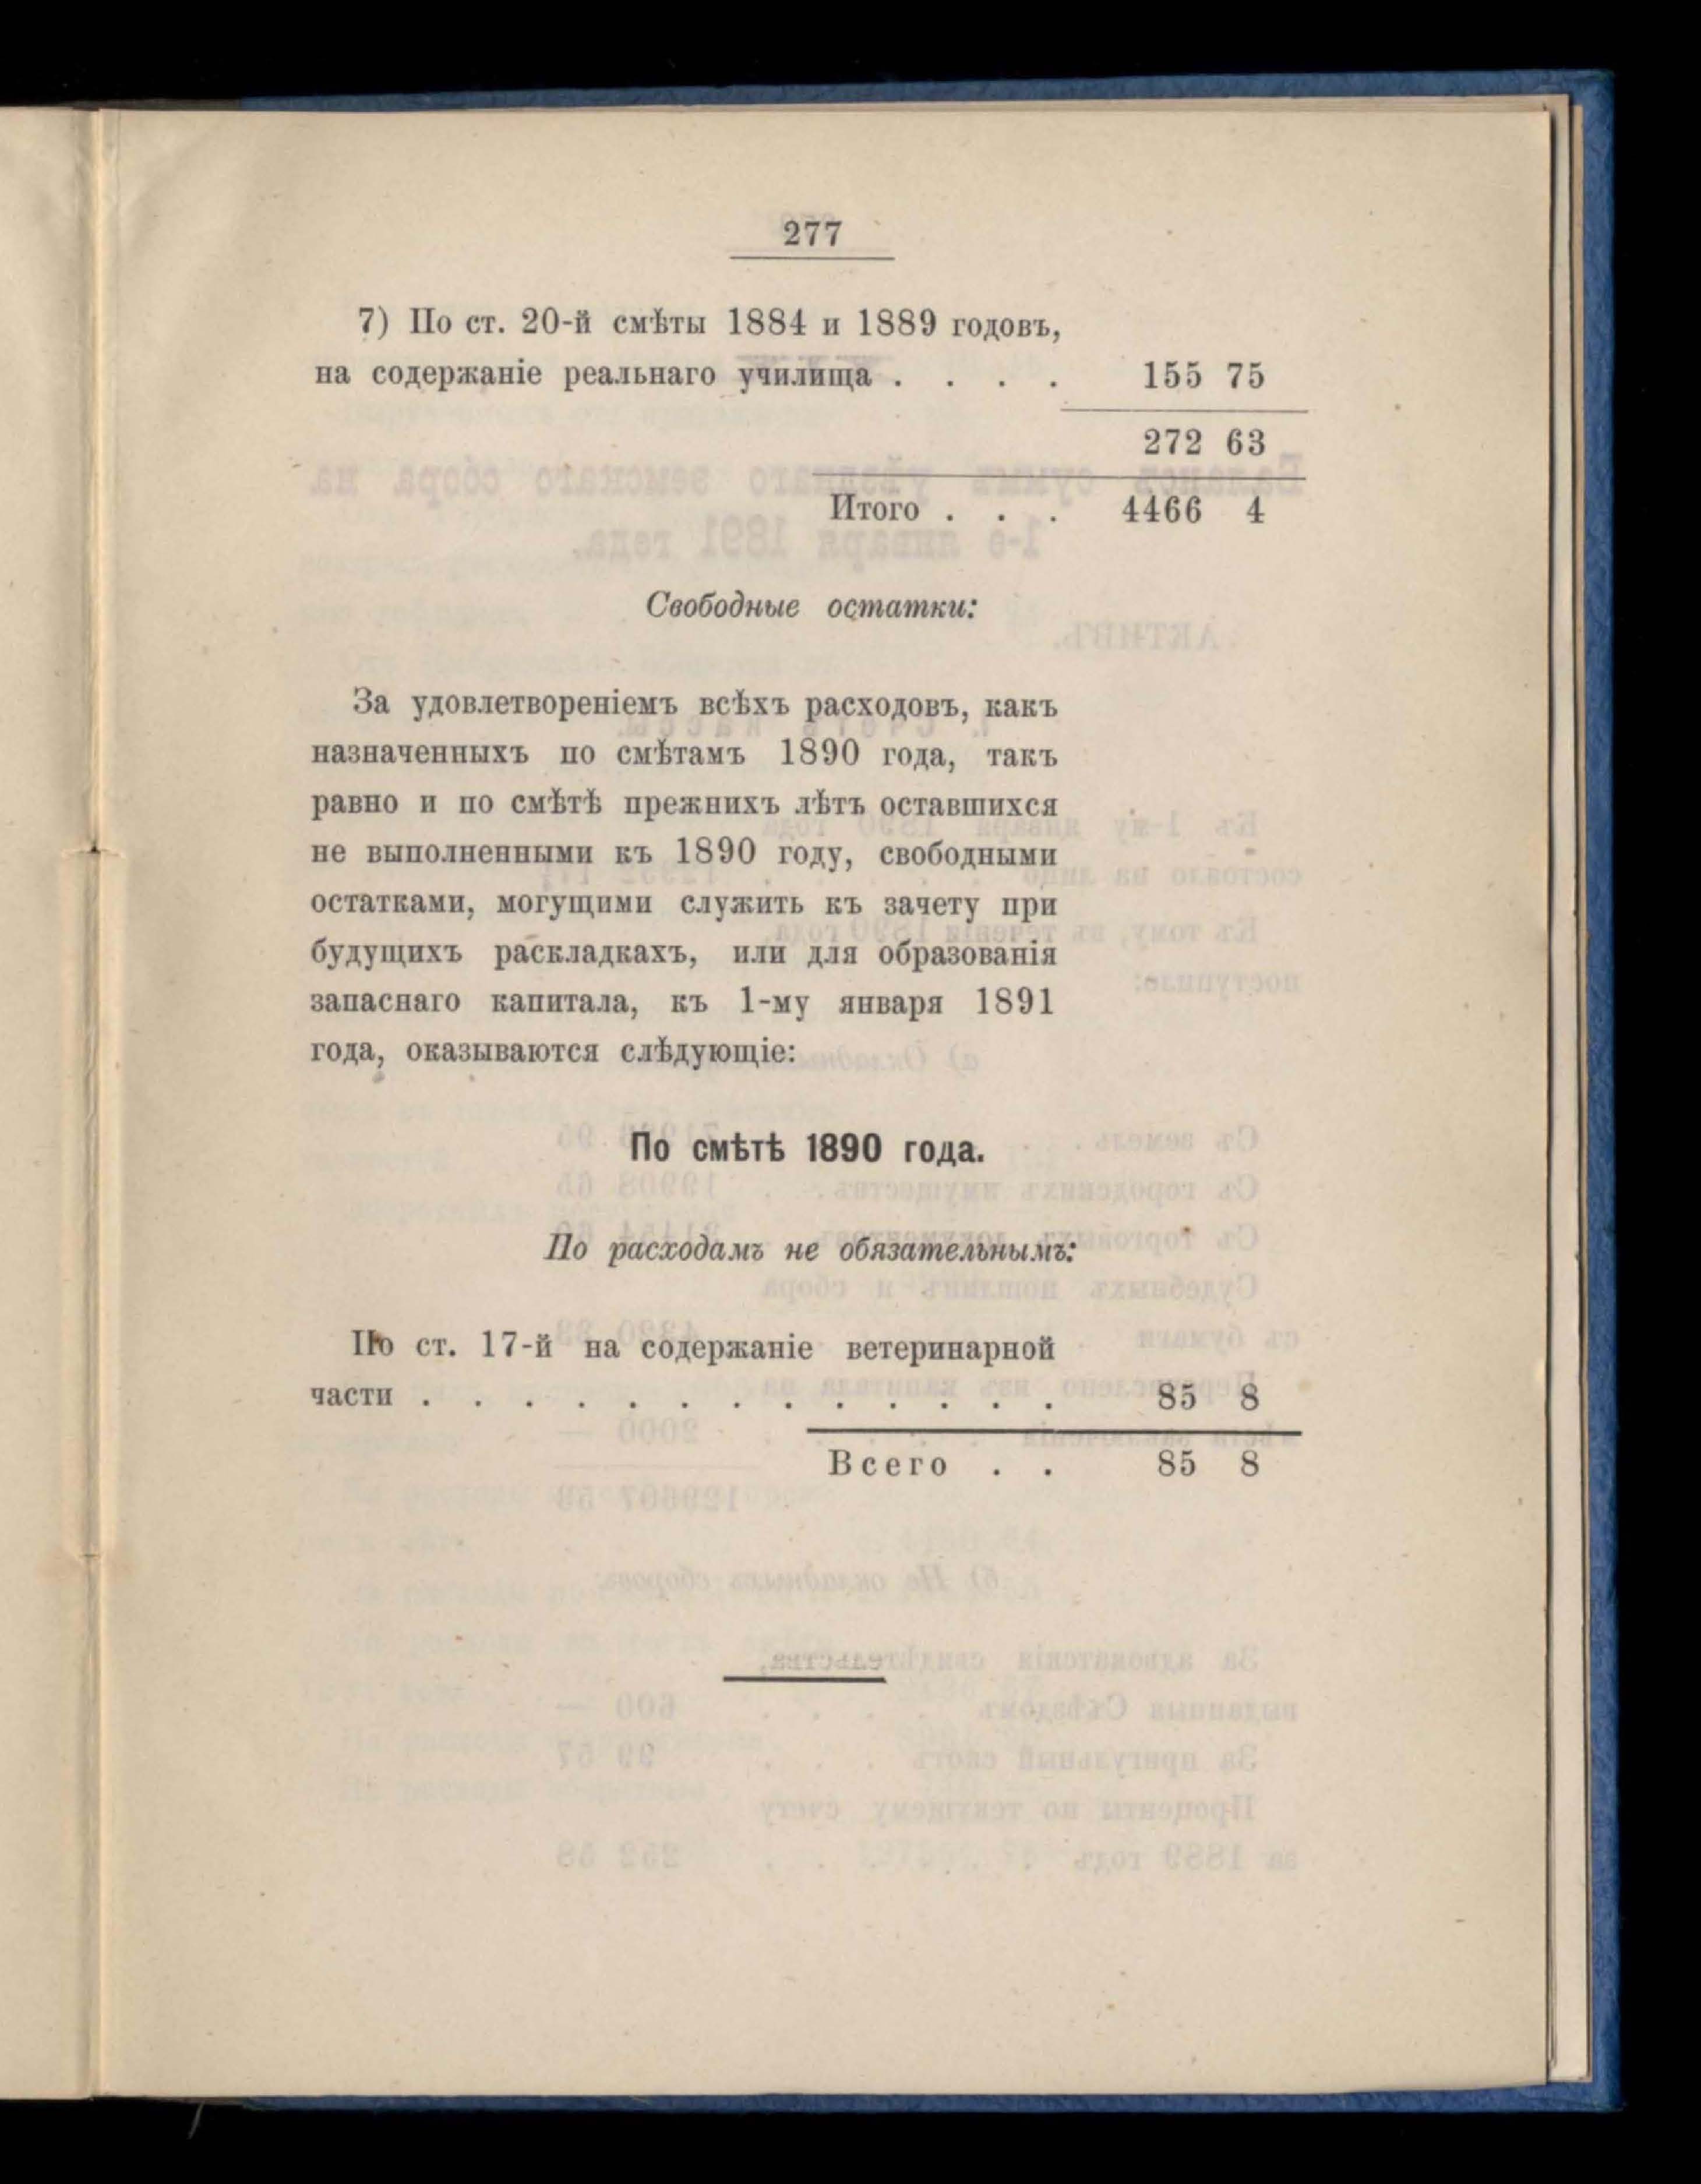 277
7) По ст. 20-й смѣты 1884 и 1889 годовъ,
на содержаніе реальнаго училища . . . . 155 75
272 63
Итого . . . 4466 4
Свободные остатки:
За удовлетвореніемъ всѣхъ расходовъ, какъ
назначенныхъ по смѣтамъ 1890 года, такъ
равно и по смѣтѣ прежнихъ лѣтъ оставшихся
не выполненными къ 1890 году, свободными
остатками, могущими служить къ зачету при
будущихъ раскладкахъ, или для образованія
запаснаго капитала, къ 1-му января 1891
года, оказываются слѣдующіе:
По смѣтѣ 1890 года.
По расходамъ не обязательнымъ:
По ст. 17-й на содержаніе ветеринарной
части . . . . . . . . . . . . . 85 8
Всего . . 85 8